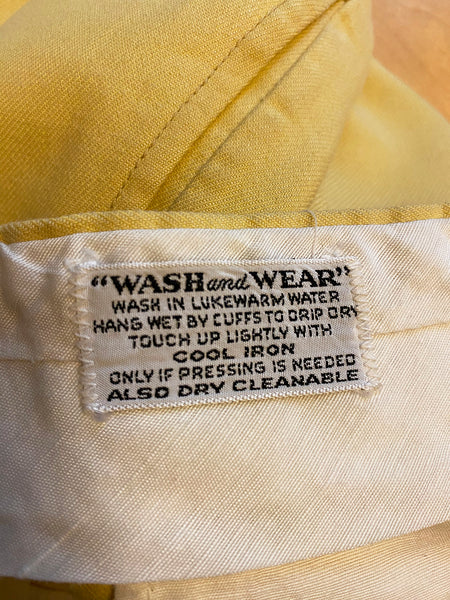 "WASH and WEAR"
WASH IN LUKEWARM WATER
HANG WET BY CUFFS TO DRIP DRY
TOUCH UP LIGHTLY WITH
COOL IRON
ONLY IF PRESSING IS NEEDED
ALSO DRY CLEANABLE